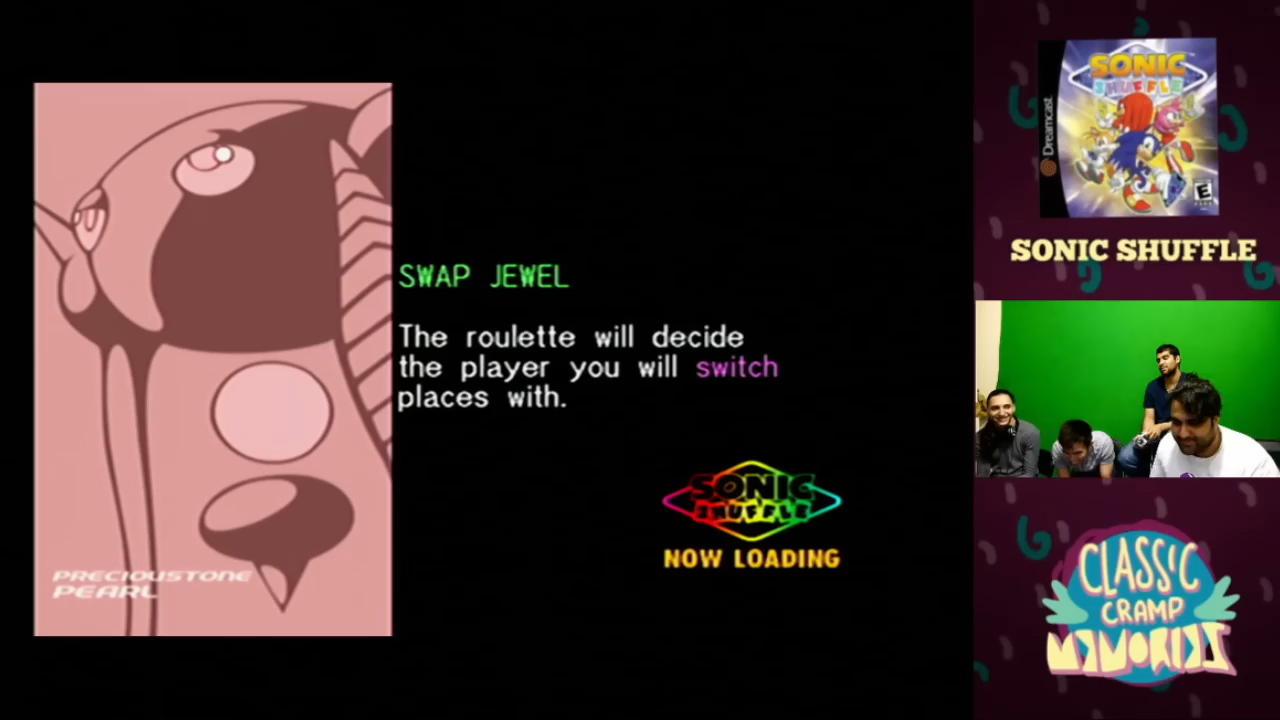 SWAP JEWEL
The roulette will decide
the player you will switch
places with.
SONIC
SHUFFLE
NOW LOADING
PRECIOUSTONE
PEARL
Dreamcast
SONIC
SHUFFLE
E
SONIC SHUFFLE
CLASSIC
CRAMP
MEMORIES